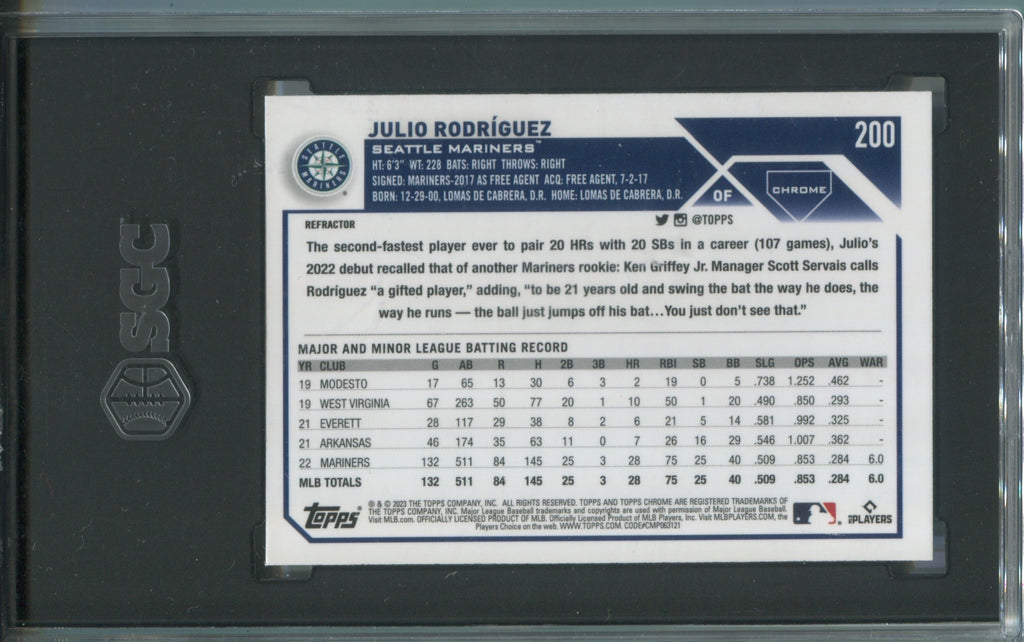 SGC
JULIO RODRÍGUEZ
SEATTLE MARINERS™
HT: 6'3" WT: 228 BATS: RIGHT THROWS: RIGHT
SIGNED: MARINERS-2017 AS FREE AGENT ACQ: FREE AGENT, 7-2-17
BORN: 12-29-00, LOMAS DE CABRERA, D.R. HOME: LOMAS DE CABRERA, D.R.
200
OF
CHROME
SEATTLE MARINERS
REFRACTOR
@TOPPS
The second-fastest player ever to pair 20 HRs with 20 SBs in a career (107 games), Julio's
2022 debut recalled that of another Mariners rookie: Ken Griffey Jr. Manager Scott Servais calls
Rodríguez "a gifted player," adding, "to be 21 years old and swing the bat the way he does, the
way he runs — the ball just jumps off his bat...You just don't see that."
MAJOR AND MINOR LEAGUE BATTING RECORD
YR CLUB G AB R H 2B 3B HR RBI SB BB SLG OPS AVG WAR
19 MODESTO 17 65 13 30 6 3 2 19 0 5 .738 1.252 .462 -
19 WEST VIRGINIA 67 263 50 77 20 1 10 50 1 20 .490 .850 .293 -
21 EVERETT 28 117 29 38 8 2 6 21 5 14 .581 .992 .325 -
21 ARKANSAS 46 174 35 63 11 0 7 26 16 29 .546 1.007 .362 -
22 MARINERS 132 511 84 145 25 3 28 75 25 40 .509 .853 .284 6.0
MLB TOTALS 132 511 84 145 25 3 28 75 25 40 .509 .853 .284 6.0
Topps®
® & © 2023 THE TOPPS COMPANY, INC. ALL RIGHTS RESERVED. TOPPS AND TOPPS CHROME ARE REGISTERED TRADEMARKS OF
THE TOPPS COMPANY, INC. Major League Baseball trademarks and copyrights are used with permission of Major League Baseball.
Visit MLB.com. OFFICIALLY LICENSED PRODUCT OF MLB. Officially Licensed Product of MLB Players, Inc. Visit MLBPLAYERS.COM, the
Players Choice on the web. WWW.TOPPS.COM. CODE#CMP083121
PLAYERS